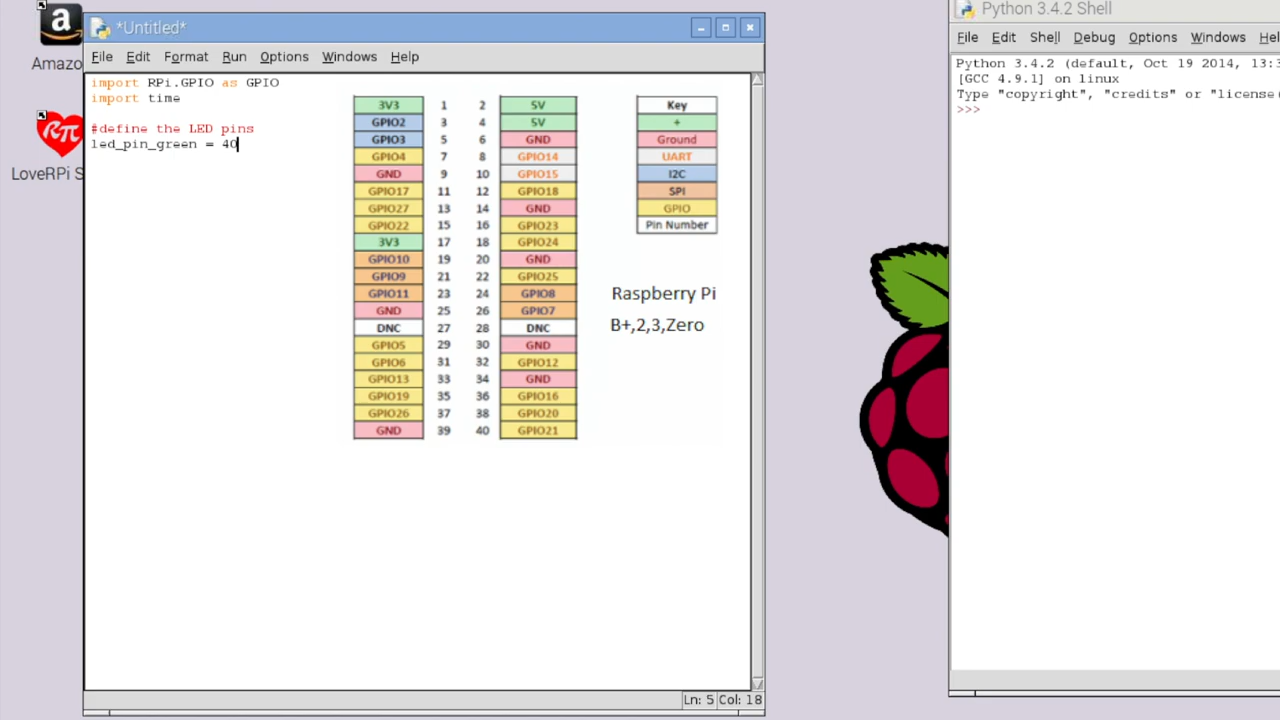 Amazo
LoveRPi S
*Untitled*
File Edit Format Run Options Windows Help
import RPi.GPIO as GPIO
import time
#define the LED pins
led_pin_green = 40
3V3 1 2 5V
GPIO2 3 4 5V
GPIO3 5 6 GND
GPIO4 7 8 GPIO14
GND 9 10 GPIO15
GPIO17 11 12 GPIO18
GPIO27 13 14 GND
GPIO22 15 16 GPIO23
3V3 17 18 GPIO24
GPIO10 19 20 GND
GPIO9 21 22 GPIO25
GPIO11 23 24 GPIO8
GND 25 26 GPIO7
DNC 27 28 DNC
GPIO5 29 30 GND
GPIO6 31 32 GPIO12
GPIO13 33 34 GND
GPIO19 35 36 GPIO16
GPIO26 37 38 GPIO20
GND 39 40 GPIO21
Key
+
Ground
UART
I2C
SPI
GPIO
Pin Number
Raspberry Pi
B+,2,3,Zero
Ln: 5 Col: 18
Python 3.4.2 Shell
File Edit Shell Debug Options Windows Hel
Python 3.4.2 (default, Oct 19 2014, 13:3
[GCC 4.9.1] on linux
Type "copyright", "credits" or "license(
>>>